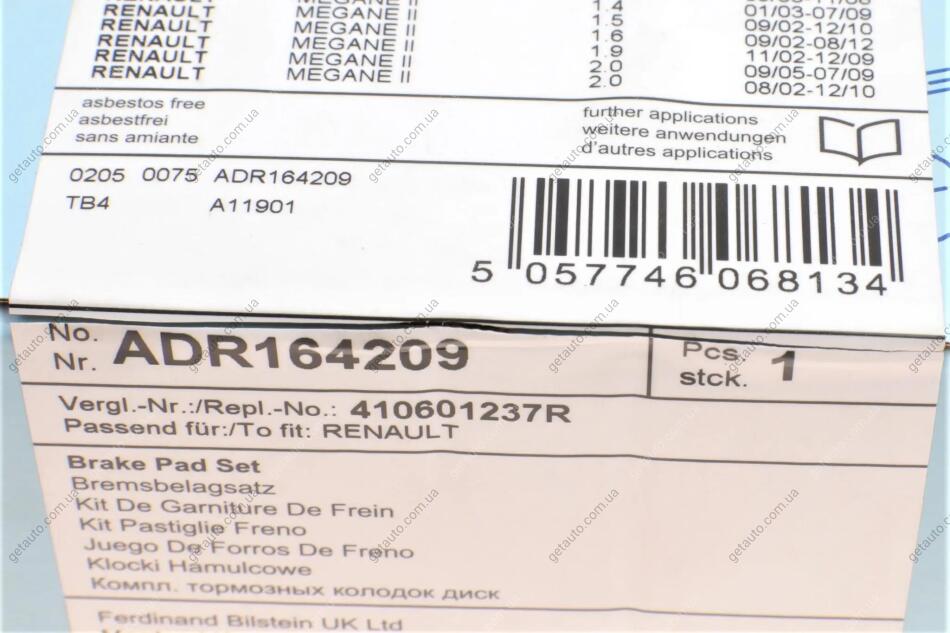 RENAULT MEGANE II 1.4 03-07/09
RENAULT MEGANE II 1.5 09/02-12/10
RENAULT MEGANE II 1.6 09/02-08/12
RENAULT MEGANE II 1.9 11/02-12/09
RENAULT MEGANE II 2.0 09/05-07/09
2.0 08/02-12/10
asbestos free
asbestfrei
sans amiante
further applications
weitere anwendungen
d'autres applications
0205 0075 ADR164209
TB4 A11901
5 057746 068134
No.
Nr. ADR164209
Pcs.
stck. 1
Vergl.-Nr.:/Repl.-No.: 410601237R
Passend für:/To fit: RENAULT
Brake Pad Set
Bremsbelagsatz
Kit De Garniture De Frein
Kit Pastiglie Freno
Juego De Forros De Freno
Klocki Hamulcowe
Компл. тормозных колодок диск
Ferdinand Bilstein UK Ltd
getauto.com.ua